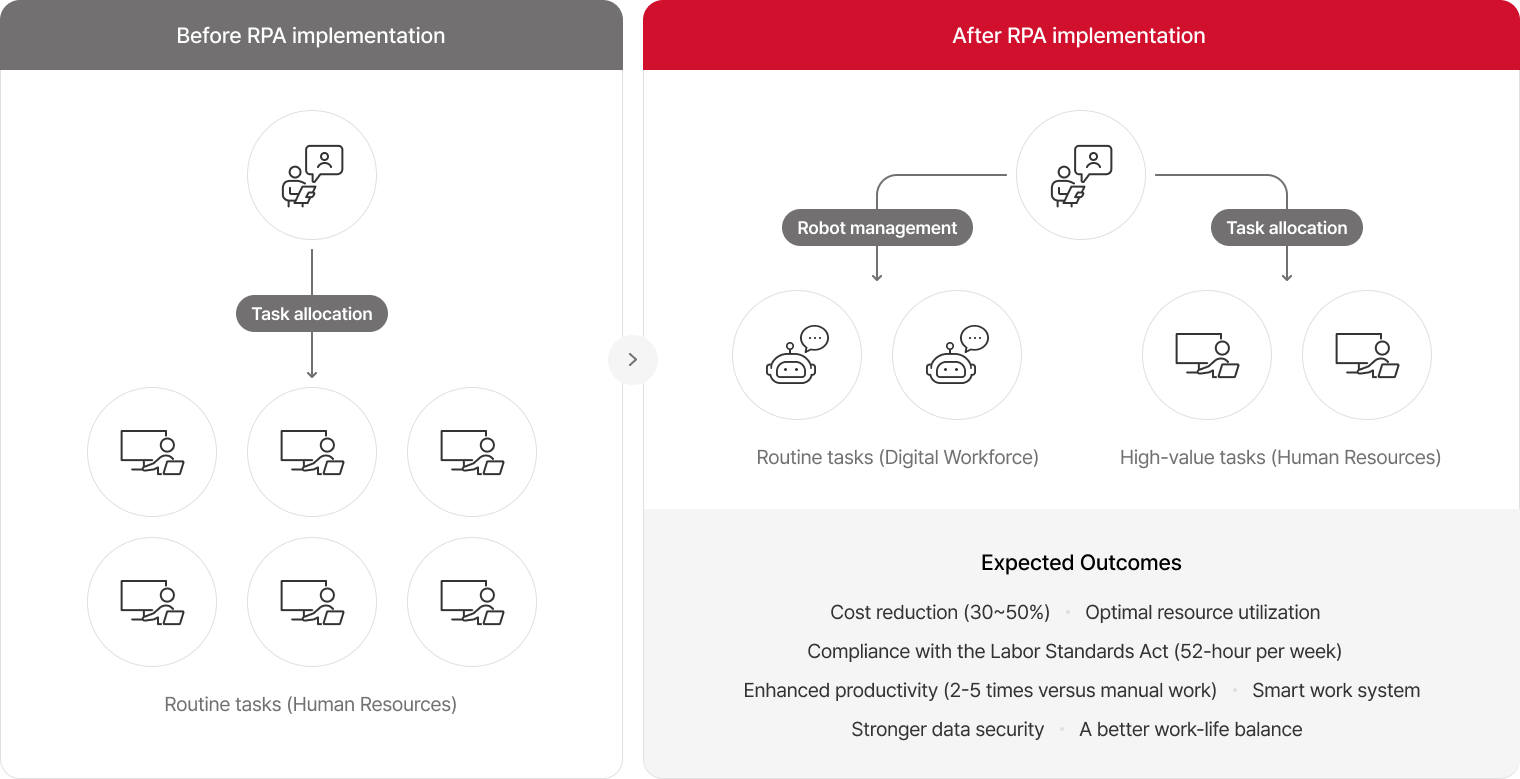 Before RPA implementation
Task allocation
Routine tasks (Human Resources)
After RPA implementation
Robot management
Task allocation
Routine tasks (Digital Workforce)
High-value tasks (Human Resources)
Expected Outcomes
Cost reduction (30~50%) • Optimal resource utilization
Compliance with the Labor Standards Act (52-hour per week)
Enhanced productivity (2-5 times versus manual work) • Smart work system
Stronger data security • A better work-life balance